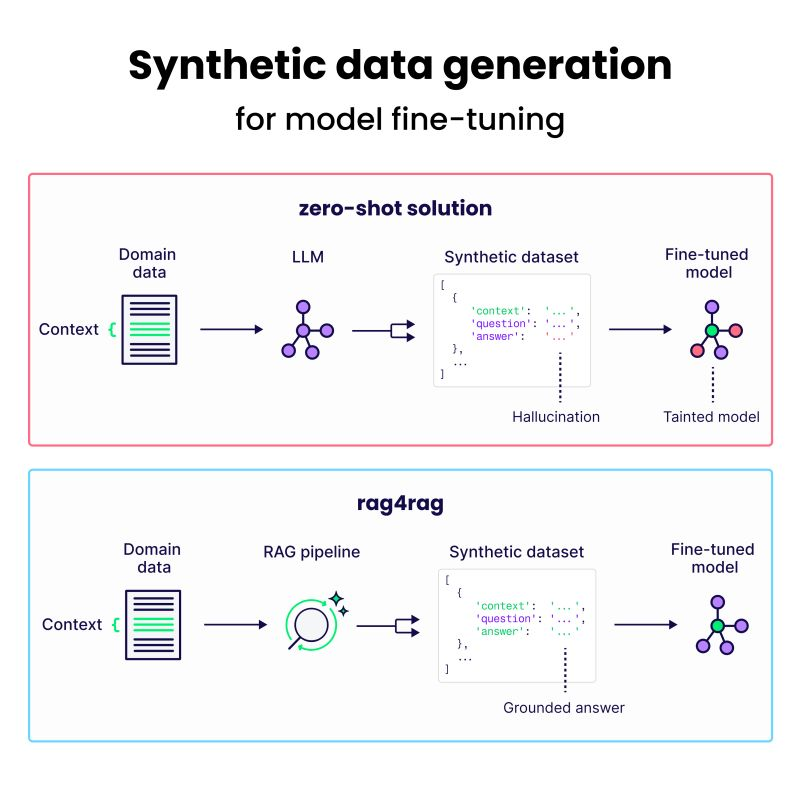 Synthetic data generation
for model fine-tuning
zero-shot solution
Domain
data
LLM
Synthetic dataset
Fine-tuned
model
Context {
[
{
'context': '...',
'question': '...',
'answer': '...'
},
...
]
Hallucination
Tainted model
rag4rag
Domain
data
RAG pipeline
Synthetic dataset
Fine-tuned
model
Context {
[
{
'context': '...',
'question': '...',
'answer': '...'
},
...
]
Grounded answer